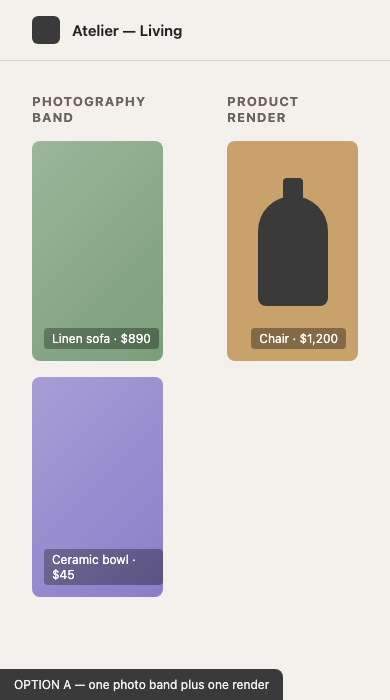 Atelier — Living
PHOTOGRAPHY
BAND
Linen sofa · $890
Ceramic bowl ·
$45
PRODUCT
RENDER
Chair · $1,200
OPTION A — one photo band plus one render